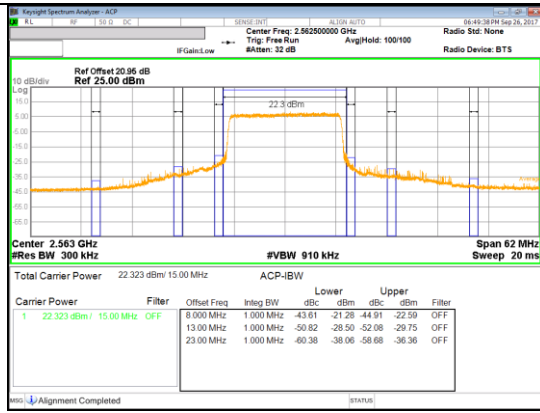 Keysight Spectrum Analyzer - ACP
RL RF 50 Ω DC SENSE:INT ALIGN AUTO 06:49:38 PM Sep 26, 2017
Center Freq: 2.562500000 GHz Radio Std: None
Trig: Free Run Avg|Hold: 100/100
IFGain:Low #Atten: 32 dB Radio Device: BTS
Ref Offset 20.95 dB
10 dB/div Ref 25.00 dBm
Log
15.0
5.00
-5.00
-15.0
-25.0
-35.0
-45.0
-55.0
-65.0
22.3 dBm
Average
Center 2.563 GHz Span 62 MHz
#Res BW 300 kHz #VBW 910 kHz Sweep 20 ms
Total Carrier Power 22.323 dBm/ 15.00 MHz ACP-IBW
Lower Upper
Carrier Power Filter Offset Freq Integ BW dBc dBm dBc dBm Filter
1 22.323 dBm / 15.00 MHz OFF 8.000 MHz 1.000 MHz -43.61 -21.28 -44.91 -22.59 OFF
13.00 MHz 1.000 MHz -50.82 -28.50 -52.08 -29.75 OFF
23.00 MHz 1.000 MHz -60.38 -38.06 -58.68 -36.36 OFF
MSG Alignment Completed STATUS